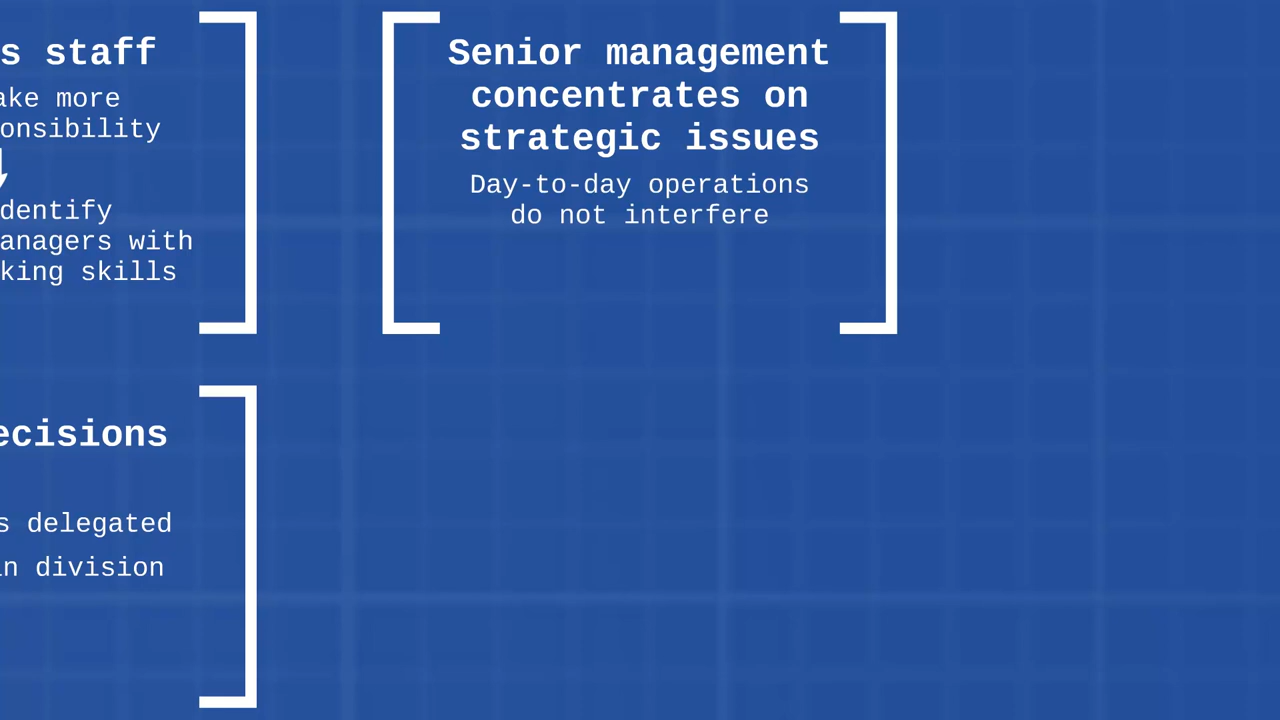 s staff
ake more
onsibility
dentify
anagers with
king skills
Senior management
concentrates on
strategic issues
Day-to-day operations
do not interfere
ecisions
s delegated
in division